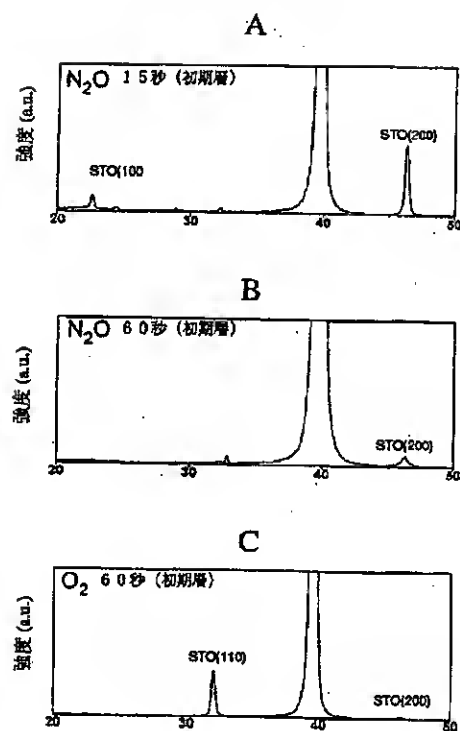 A
N₂O 15秒 (初期層)
強度 (a.u.)
STO(100
STO(200)
20 40 50
B
N₂O 60秒 (初期層)
強度 (a.u.)
STO(200)
20 30 40 50
C
O₂ 60秒 (初期層)
強度 (a.u.)
STO(110)
STO(200)
20 40 50